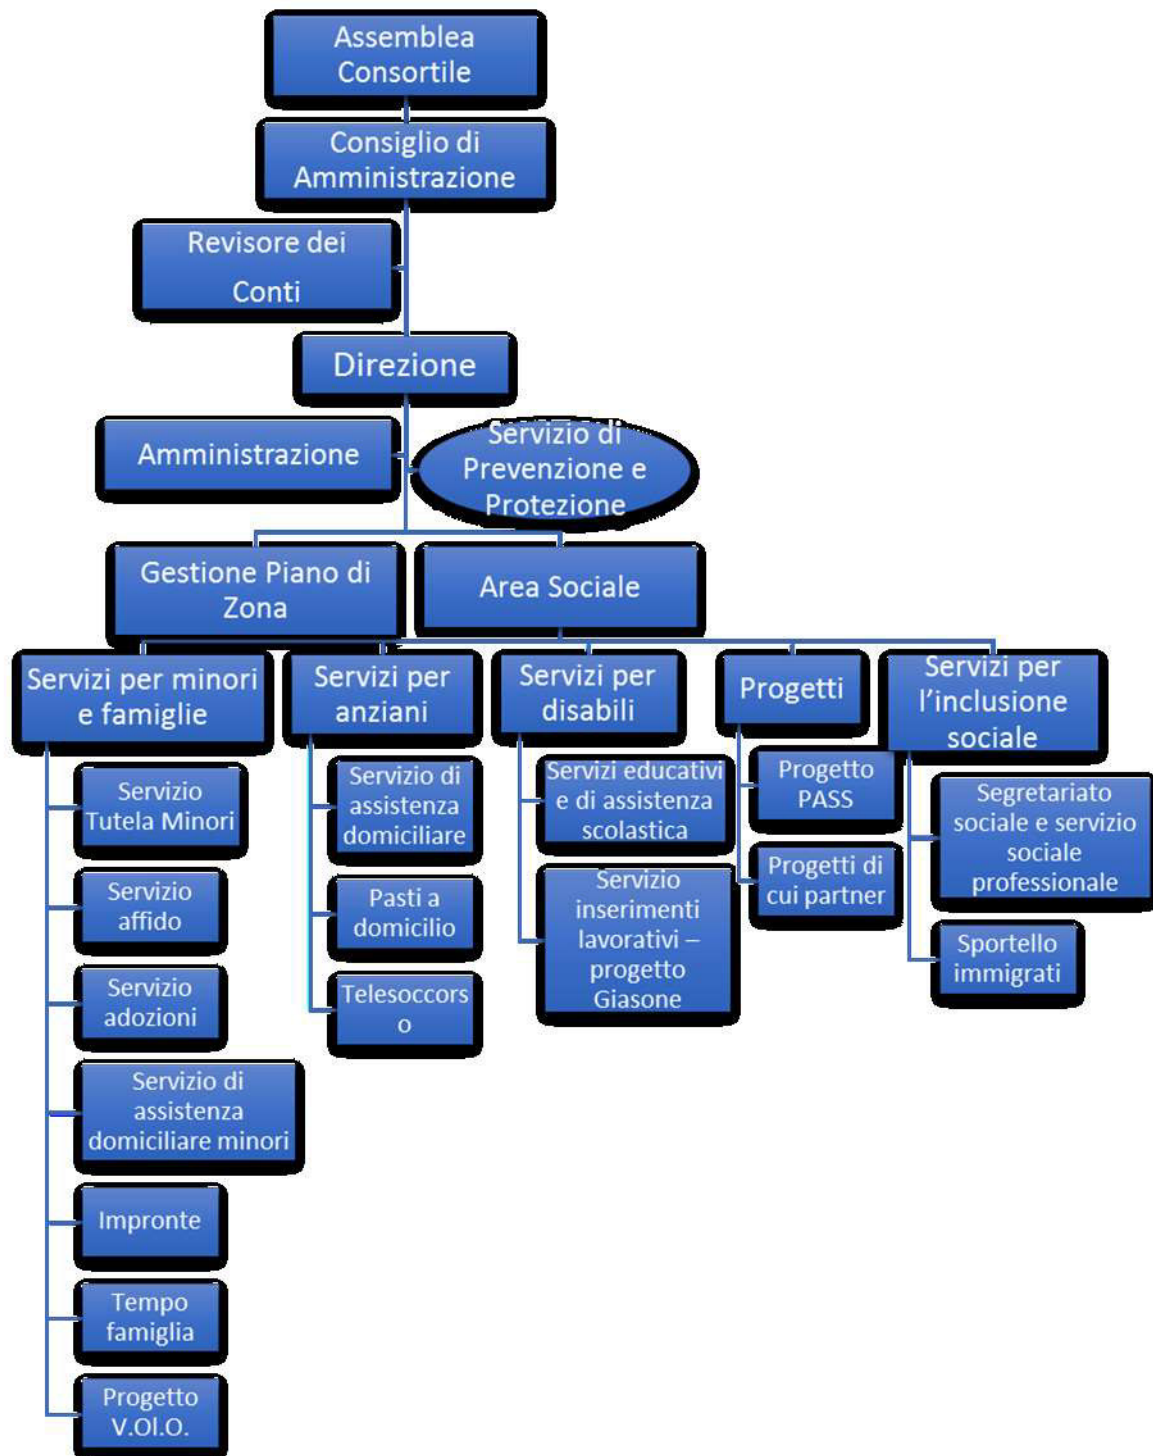 Assemblea
Consortile
Consiglio di
Amministrazione
Revisore dei
Conti
Direzione
Amministrazione
Servizio di
Prevenzione e
Protezione
Gestione Piano di
Zona
Area Sociale
Servizi per minori
e famiglie
Servizio
Tutela Minori
Servizio
affido
Servizio
adozioni
Servizio di
assistenza
domiciliare minori
Impronte
Tempo
famiglia
Progetto
V.Ol.O.
Servizi per
anziani
Servizio di
assistenza
domiciliare
Pasti a
domicilio
Telesoccors
o
Servizi per
disabili
Servizi educativi
e di assistenza
scolastica
Servizio
inserimenti
lavorativi –
progetto
Giasone
Progetti
Progetto
PASS
Progetti di
cui partner
Servizi per
l’inclusione
sociale
Segretariato
sociale e servizio
sociale
professionale
Sportello
immigrati